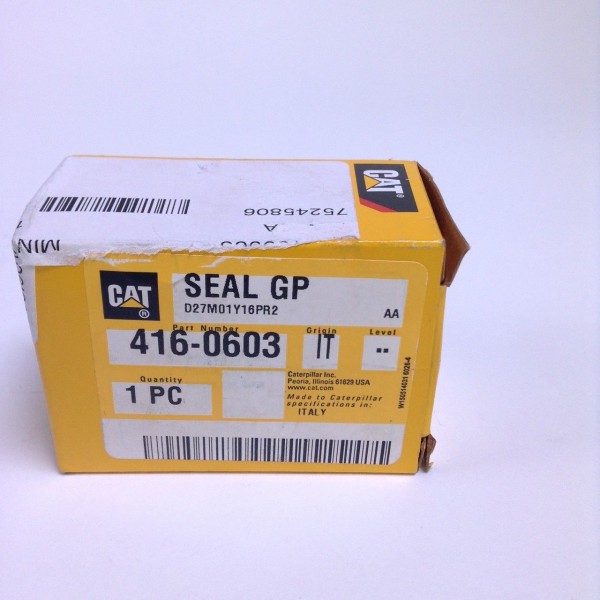 CAT
®
75245806
A
MIN
CAT
®
SEAL GP
D27M01Y16PR2
AA
Part Number
Origin
Level
416-0603
IT
--
Quantity
1 PC
Caterpillar Inc.
Peoria, Illinois 61629 USA
www.cat.com
Made to Caterpillar
specifications in:
ITALY